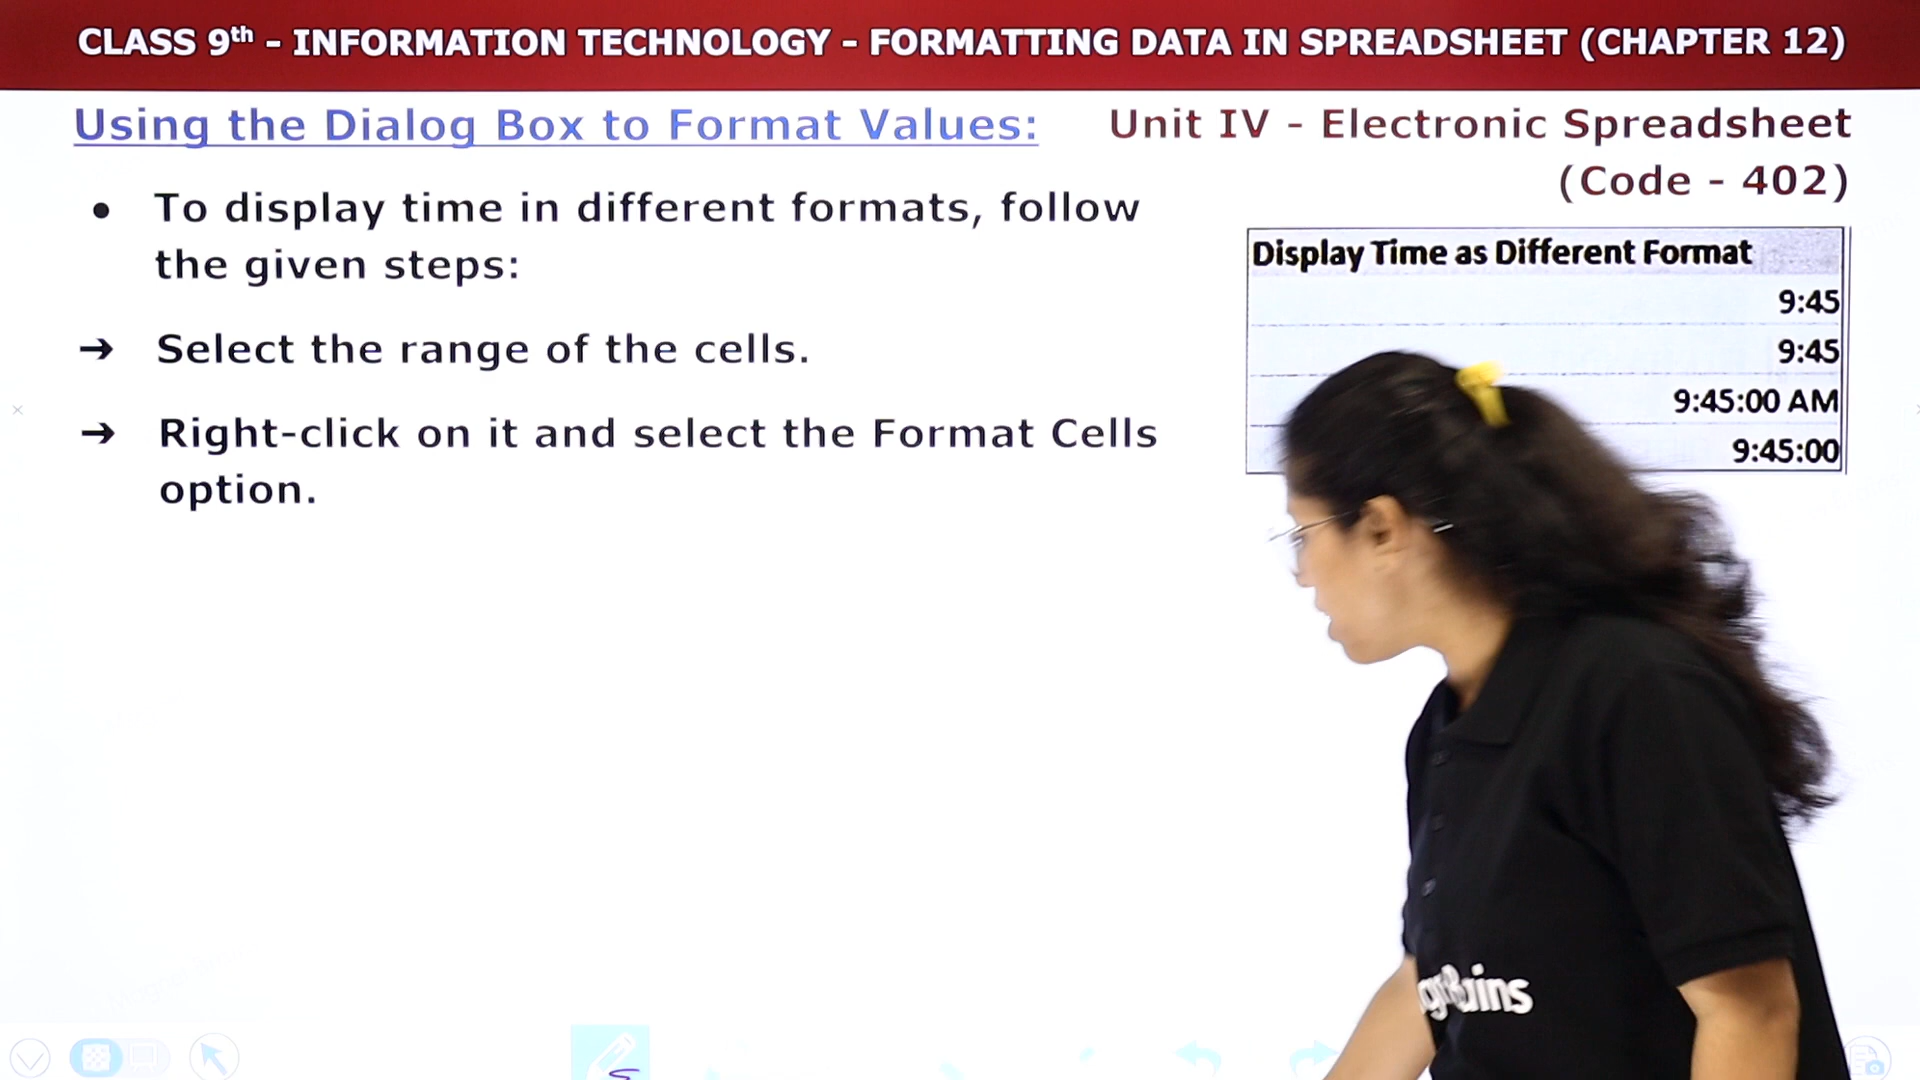 CLASS 9th - INFORMATION TECHNOLOGY - FORMATTING DATA IN SPREADSHEET (CHAPTER 12)
Using the Dialog Box to Format Values:
Unit IV - Electronic Spreadsheet
(Code - 402)
• To display time in different formats, follow
the given steps:
➔ Select the range of the cells.
➔ Right-click on it and select the Format Cells
option.
Display Time as Different Format
9:45
9:45
9:45:00 AM
9:45:00